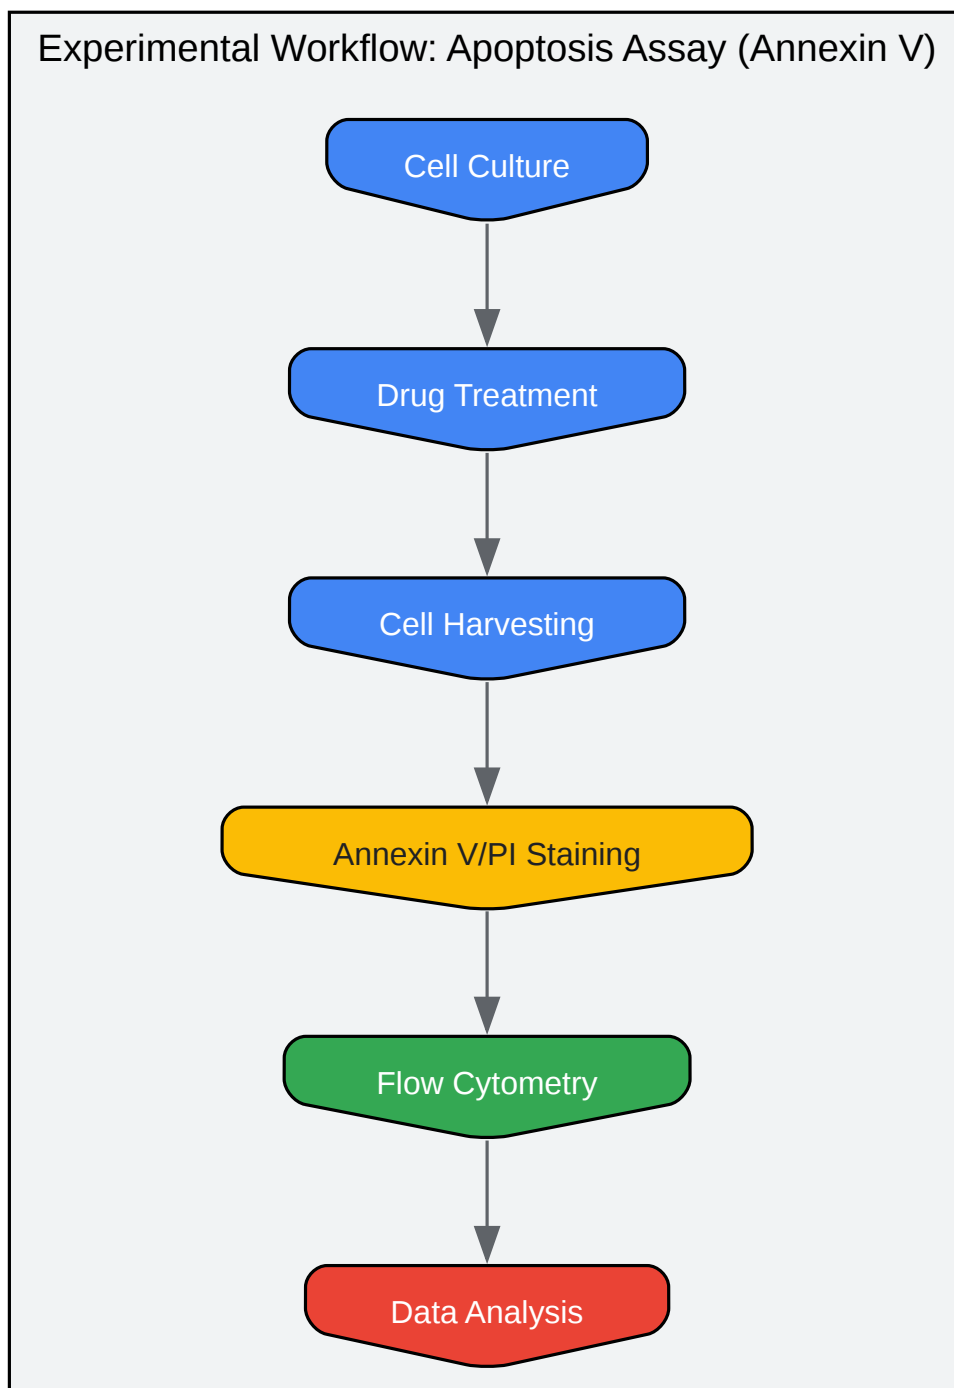 Experimental Workflow: Apoptosis Assay (Annexin V)
Cell Culture
Drug Treatment
Cell Harvesting
Annexin V/PI Staining
Flow Cytometry
Data Analysis